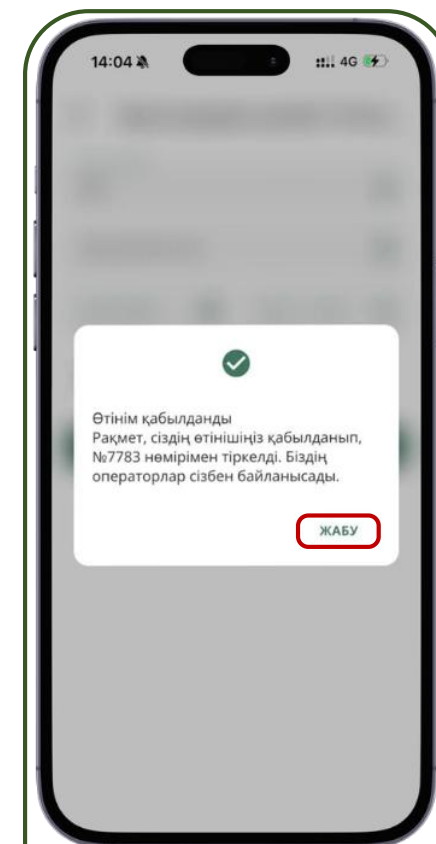 14:04
4G
Өтінім қабылданды
Рақмет, сіздің өтінішіңіз қабылданып,
№7783 нөмірімен тіркелді. Біздің
операторлар сізбен байланысады.
ЖАБУ